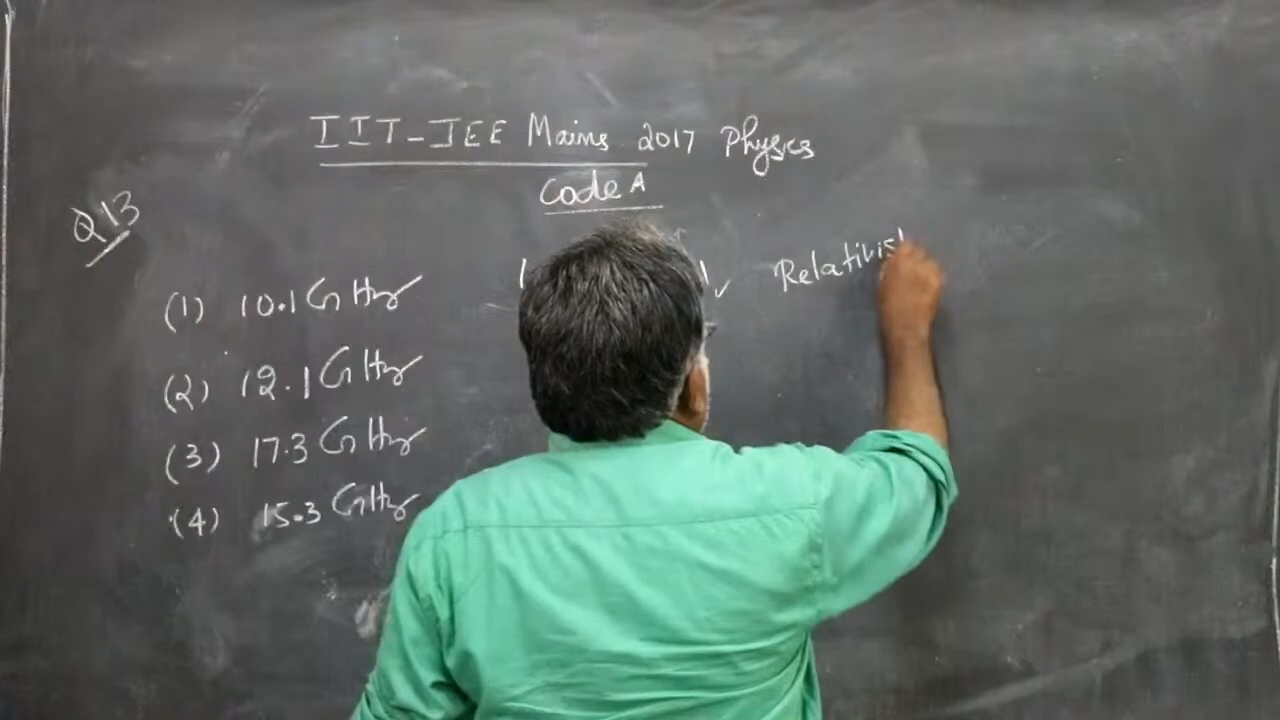 IIT-JEE Mains 2017 Physics
Code A
Q13
(1) 10.1 GHz
(2) 12.1 GHz
(3) 17.3 GHz
(4) 15.3 GHz
Relativis